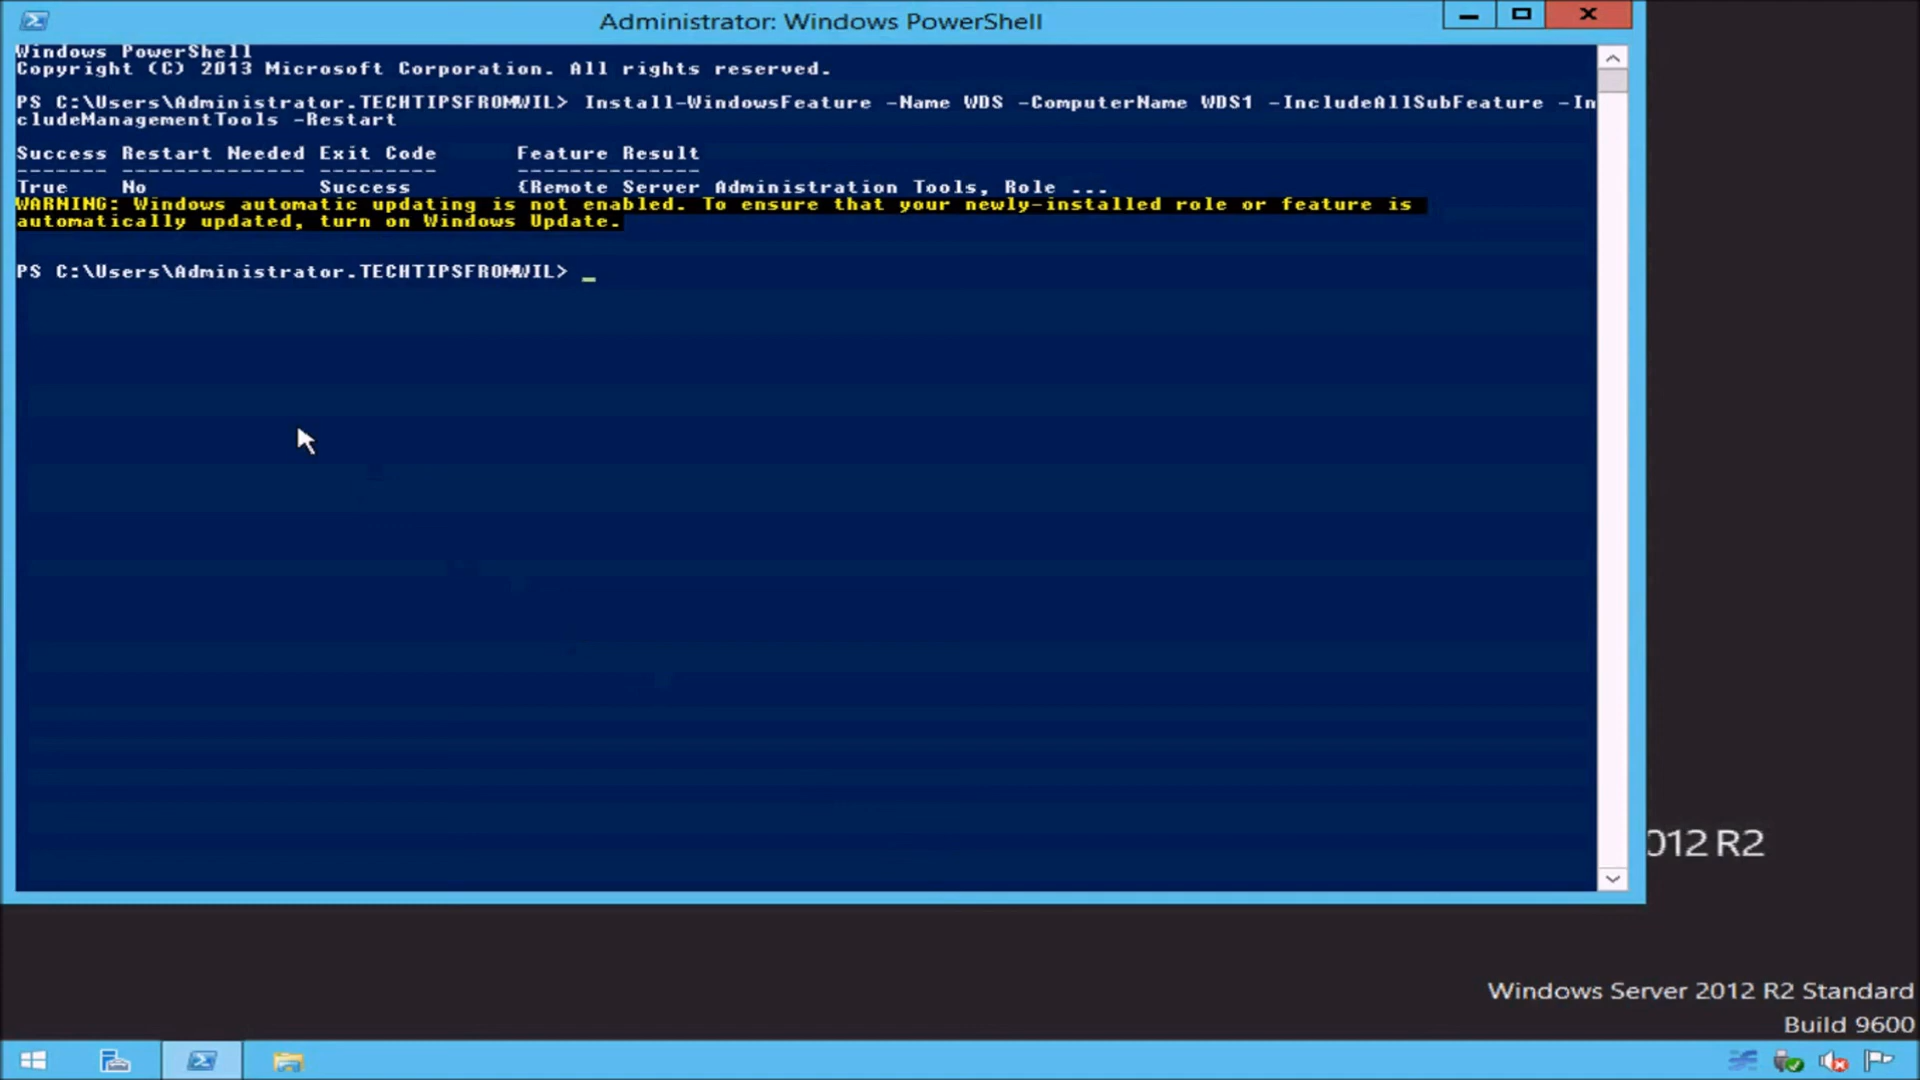 Administrator: Windows PowerShell
Windows PowerShell
Copyright (C) 2013 Microsoft Corporation. All rights reserved.
PS C:\Users\Administrator.TECHTIPSFROMWIL> Install-WindowsFeature -Name WDS -ComputerName WDS1 -IncludeAllSubFeature -In
cludeManagementTools -Restart
Success Restart Needed Exit Code Feature Result
------- -------------- --------- --------------
True No Success {Remote Server Administration Tools, Role ...
WARNING: Windows automatic updating is not enabled. To ensure that your newly-installed role or feature is
automatically updated, turn on Windows Update.
PS C:\Users\Administrator.TECHTIPSFROMWIL> _
012 R2
Windows Server 2012 R2 Standard
Build 9600